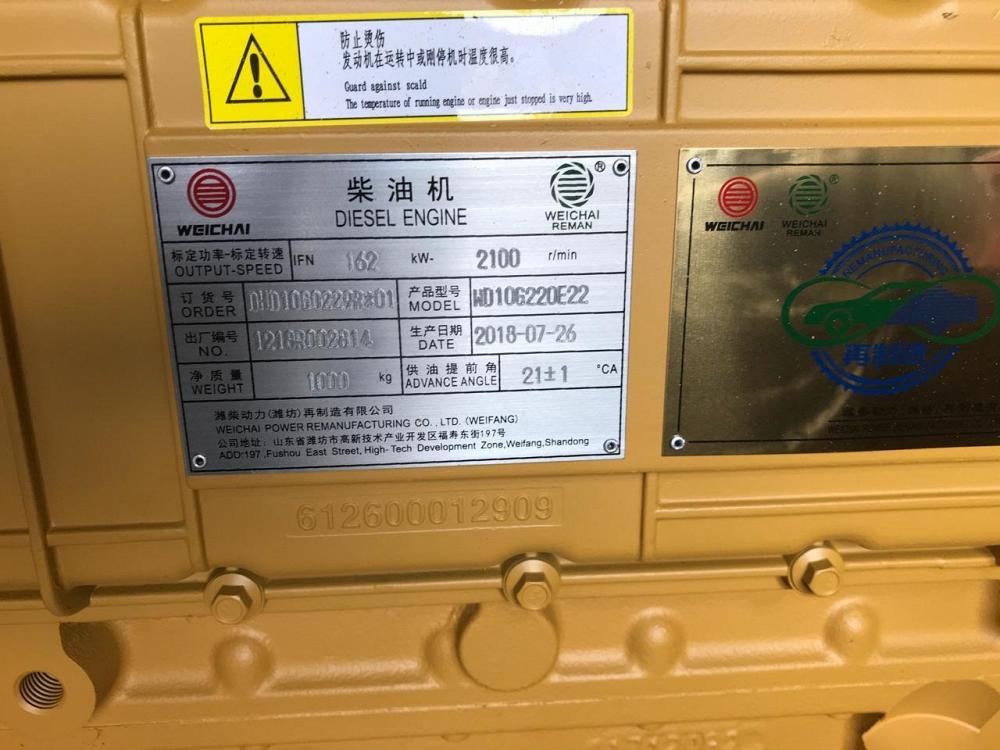 防止烫伤
发动机在运转中或刚停机时温度很高。
Guard against scald
The temperature of running engine or engine just stopped is very high.
WEICHAI
柴油机
DIESEL ENGINE
®
WEICHAI
REMAN
标定功率-标定转速
OUTPUT-SPEED
IFN 162 kW- 2100 r/min
订货号
ORDER
DHD10G0229R*01
产品型号
MODEL
WD10G220E22
出厂编号
NO.
1218R002814
生产日期
DATE
2018-07-26
净质量
WEIGHT
1000 kg
供油提前角
ADVANCE ANGLE
21±1 °CA
潍柴动力(潍坊)再制造有限公司
WEICHAI POWER REMANUFACTURING CO., LTD. (WEIFANG)
公司地址: 山东省潍坊市高新技术产业开发区福寿东街197号
ADD:197 ,Fushou East Street, High- Tech Development Zone,Weifang,Shandong
WEICHAI
WEICHAI
REMAN
®
REMANUFACTURING
再制造
612600012909